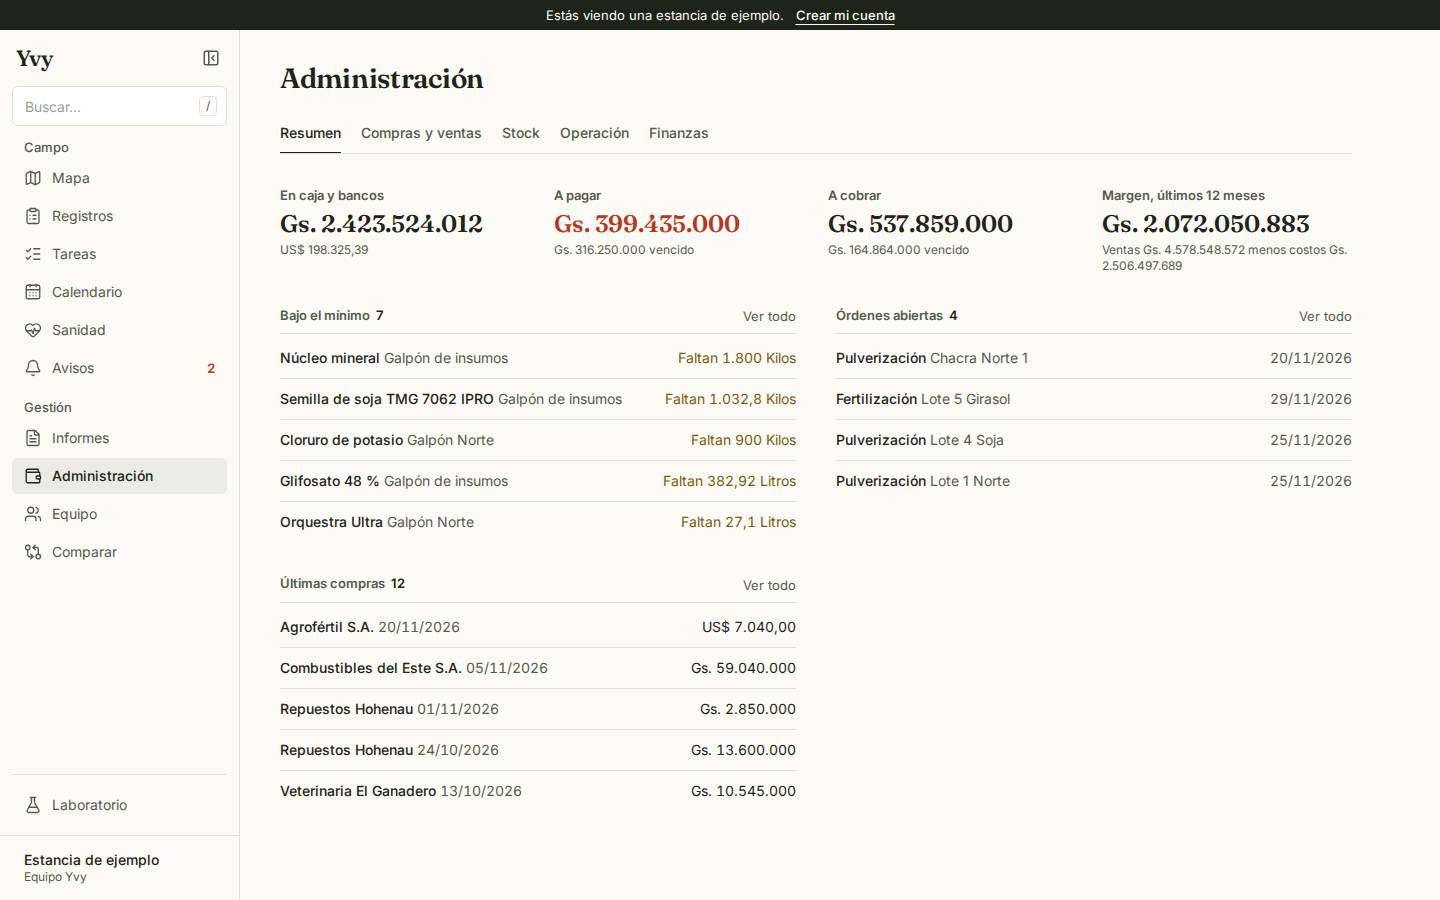 Estás viendo una estancia de ejemplo. Crear mi cuenta
Yvy
Buscar... /
Campo
Mapa
Registros
Tareas
Calendario
Sanidad
Avisos 2
Gestión
Informes
Administración
Equipo
Comparar
Laboratorio
Estancia de ejemplo
Equipo Yvy
Administración
Resumen Compras y ventas Stock Operación Finanzas
En caja y bancos
Gs. 2.423.524.012
US$ 198.325,39
A pagar
Gs. 399.435.000
Gs. 316.250.000 vencido
A cobrar
Gs. 537.859.000
Gs. 164.864.000 vencido
Margen, últimos 12 meses
Gs. 2.072.050.883
Ventas Gs. 4.578.548.572 menos costos Gs.
2.506.497.689
Bajo el mínimo 7 Ver todo
Núcleo mineral Galpón de insumos Faltan 1.800 Kilos
Semilla de soja TMG 7062 IPRO Galpón de insumos Faltan 1.032,8 Kilos
Cloruro de potasio Galpón Norte Faltan 900 Kilos
Glifosato 48 % Galpón de insumos Faltan 382,92 Litros
Orquestra Ultra Galpón Norte Faltan 27,1 Litros
Órdenes abiertas 4 Ver todo
Pulverización Chacra Norte 1 20/11/2026
Fertilización Lote 5 Girasol 29/11/2026
Pulverización Lote 4 Soja 25/11/2026
Pulverización Lote 1 Norte 25/11/2026
Últimas compras 12 Ver todo
Agrofértil S.A. 20/11/2026 US$ 7.040,00
Combustibles del Este S.A. 05/11/2026 Gs. 59.040.000
Repuestos Hohenau 01/11/2026 Gs. 2.850.000
Repuestos Hohenau 24/10/2026 Gs. 13.600.000
Veterinaria El Ganadero 13/10/2026 Gs. 10.545.000